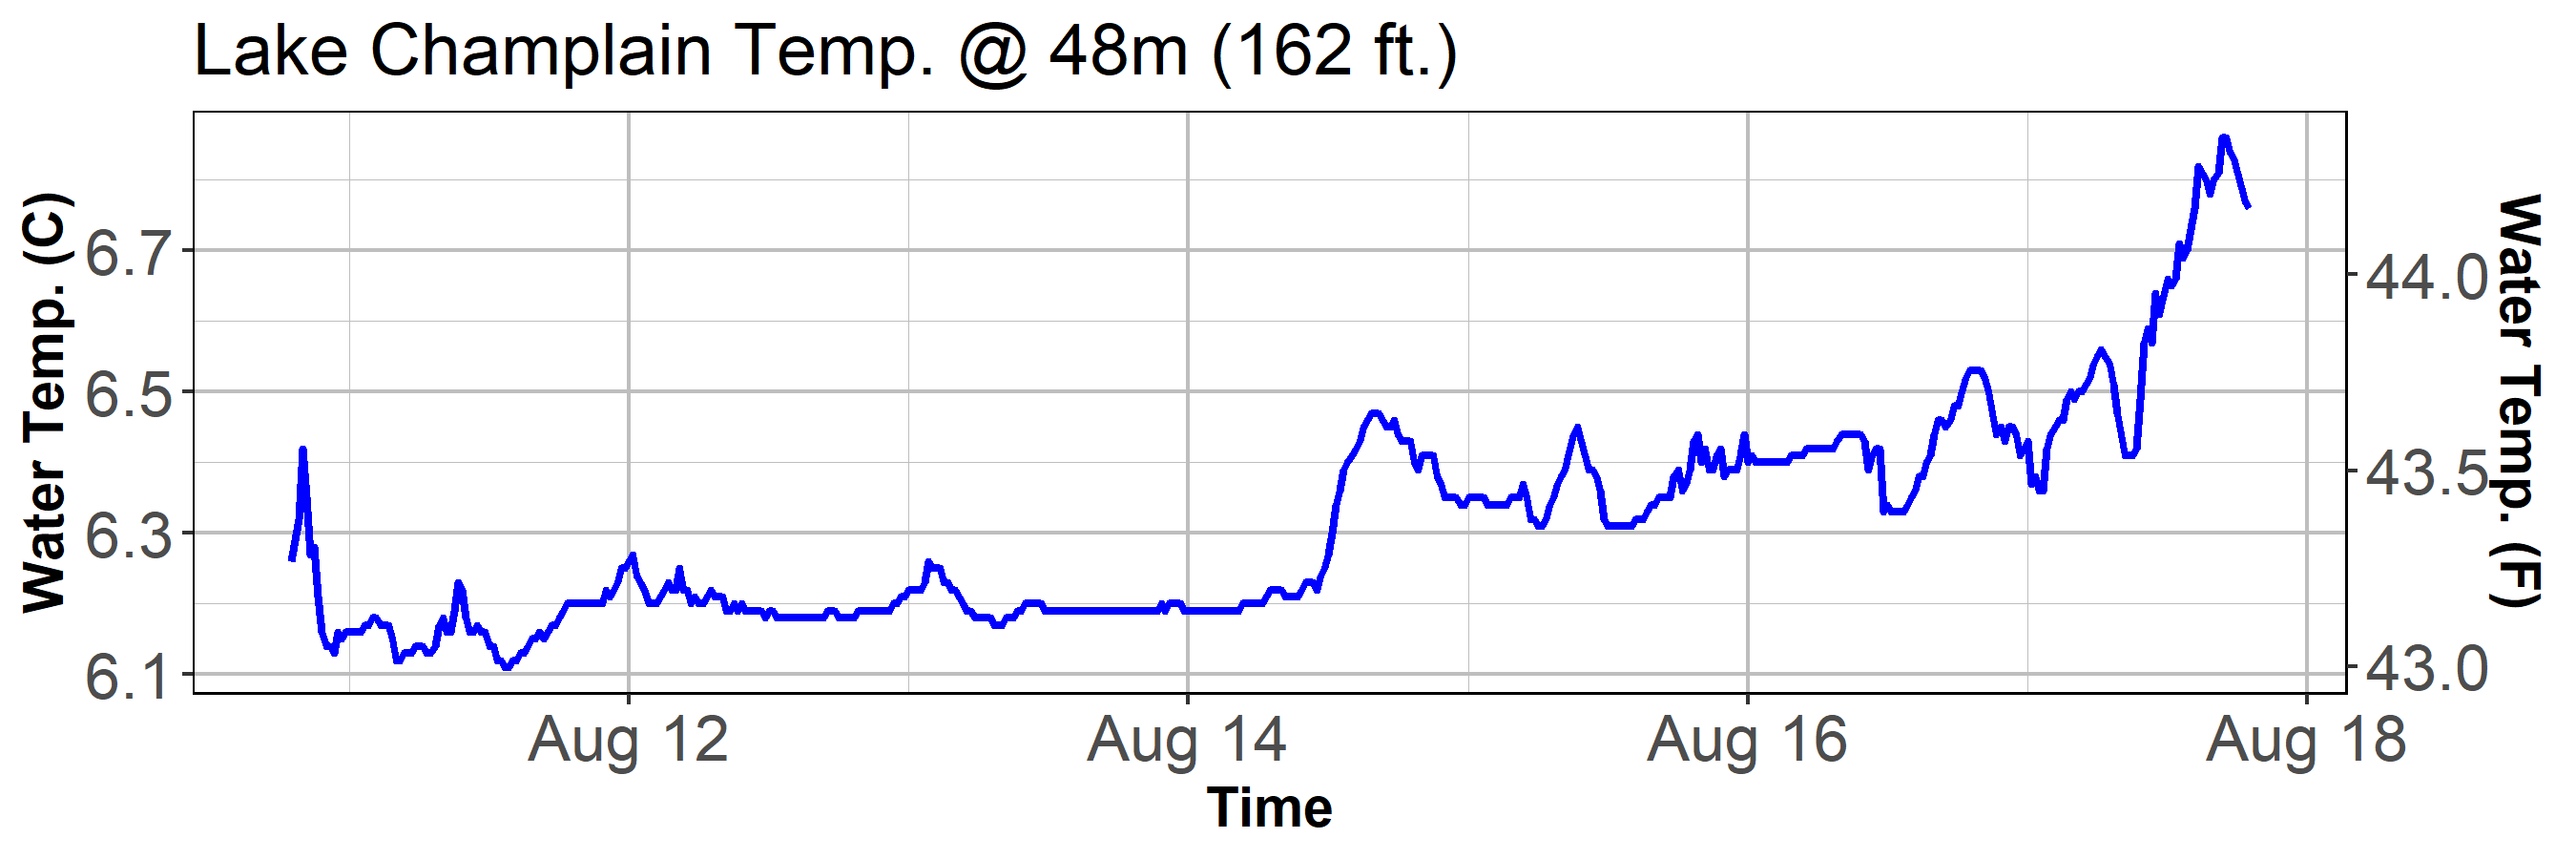 Lake Champlain Temp. @ 48m (162 ft.)
Water Temp. (C)
6.7
6.5
6.3
6.1
44.0
43.5
43.0
Water Temp. (F)
Aug 12
Aug 14
Aug 16
Aug 18
Time